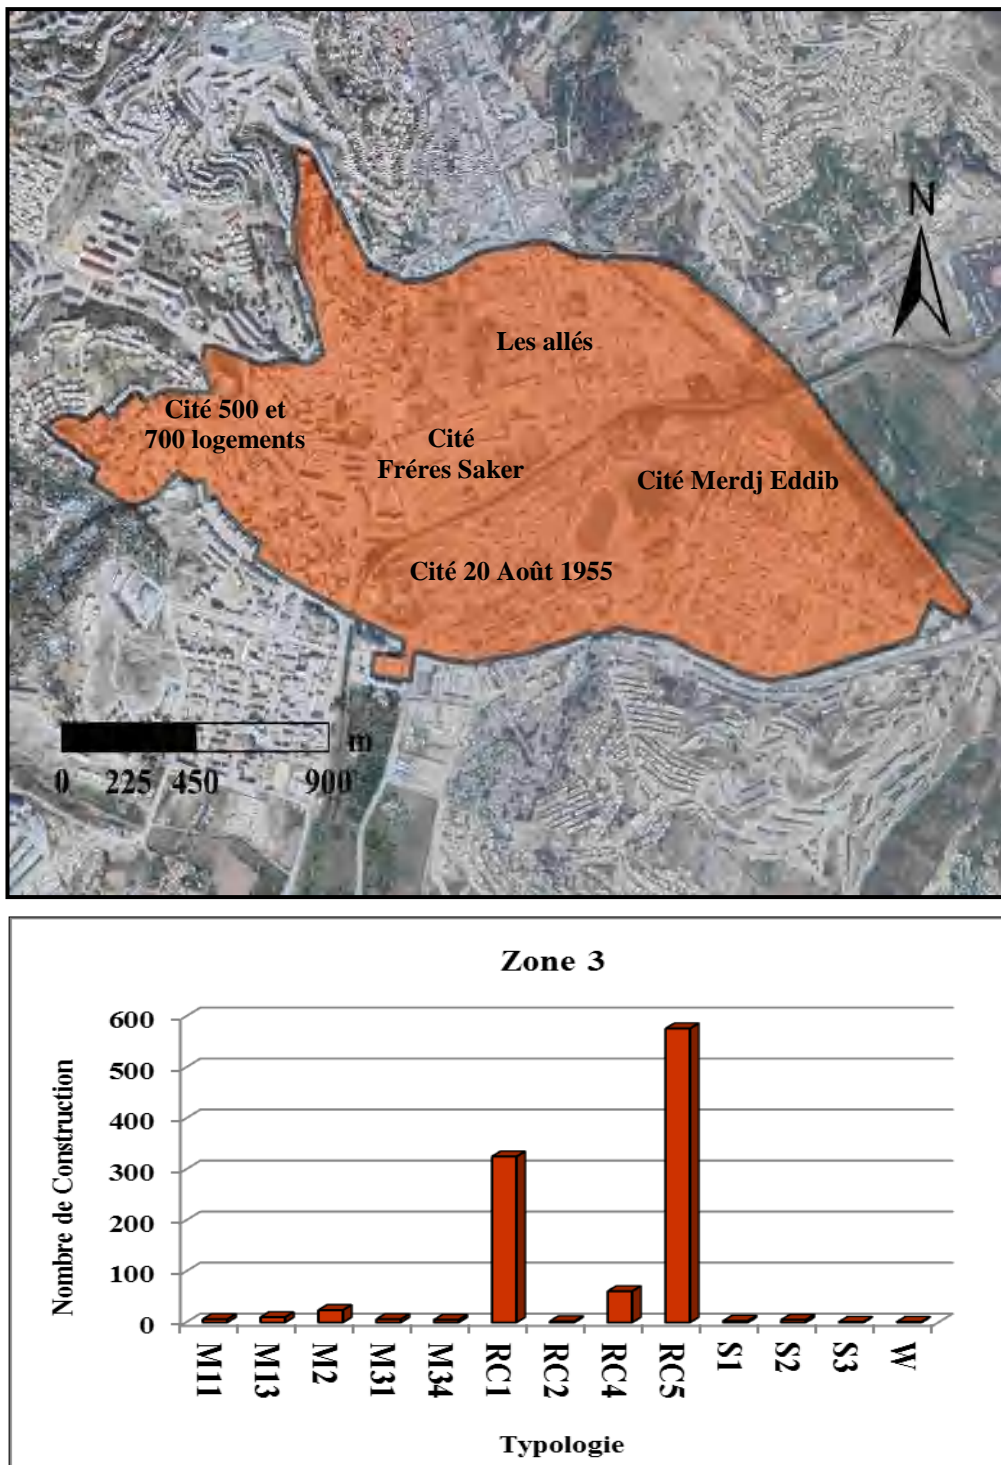 N
Les allés
Cité 500 et
700 logements
Cité
Fréres Saker
Cité Merdj Eddib
Cité 20 Août 1955
m
0 225 450 900
Zone 3
Nombre de Construction
600
500
400
300
200
100
0
M11 M13 M2 M31 M34 RC1 RC2 RC4 RC5 S1 S2 S3 W
Typologie